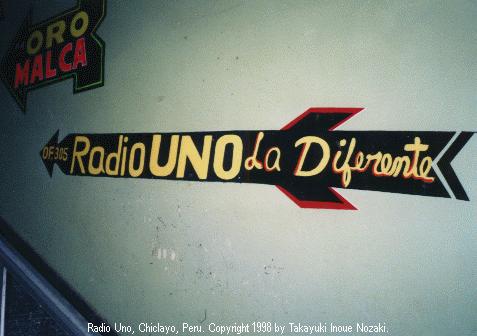 ORO
MALCA
OF.305 Radio UNO La Diferente
Radio Uno, Chiclayo, Peru. Copyright 1998 by Takayuki Inoue Nozaki.